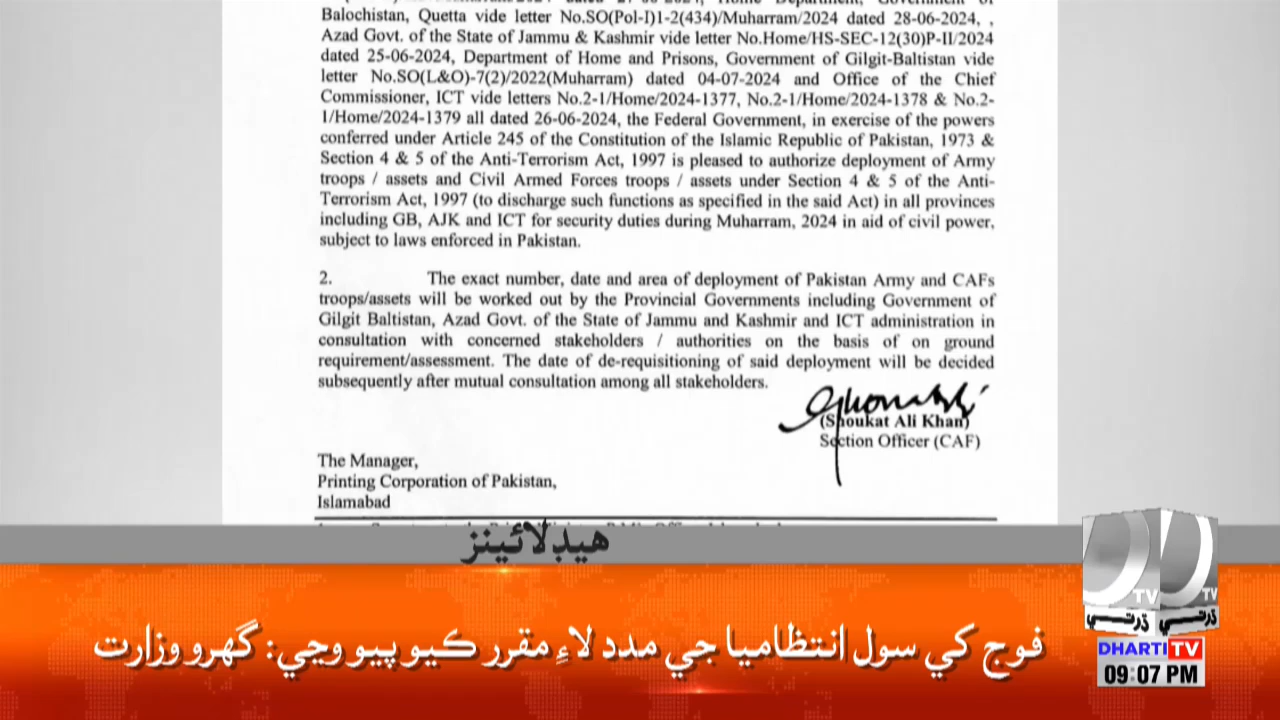 Balochistan, Quetta vide letter No.SO(Pol-I)1-2(434)/Muharram/2024 dated 28-06-2024, ,
Azad Govt. of the State of Jammu & Kashmir vide letter No.Home/HS-SEC-12(30)P-II/2024
dated 25-06-2024, Department of Home and Prisons, Government of Gilgit-Baltistan vide
letter No.SO(L&O)-7(2)/2022(Muharram) dated 04-07-2024 and Office of the Chief
Commissioner, ICT vide letters No.2-1/Home/2024-1377, No.2-1/Home/2024-1378 & No.2-
1/Home/2024-1379 all dated 26-06-2024, the Federal Government, in exercise of the powers
conferred under Article 245 of the Constitution of the Islamic Republic of Pakistan, 1973 &
Section 4 & 5 of the Anti-Terrorism Act, 1997 is pleased to authorize deployment of Army
troops / assets and Civil Armed Forces troops / assets under Section 4 & 5 of the Anti-
Terrorism Act, 1997 (to discharge such functions as specified in the said Act) in all provinces
including GB, AJK and ICT for security duties during Muharram, 2024 in aid of civil power,
subject to laws enforced in Pakistan.
2. The exact number, date and area of deployment of Pakistan Army and CAFs
troops/assets will be worked out by the Provincial Governments including Government of
Gilgit Baltistan, Azad Govt. of the State of Jammu and Kashmir and ICT administration in
consultation with concerned stakeholders / authorities on the basis of on ground
requirement/assessment. The date of de-requisitioning of said deployment will be decided
subsequently after mutual consultation among all stakeholders.
(Shoukat Ali Khan)
Section Officer (CAF)
The Manager,
Printing Corporation of Pakistan,
Islamabad
هيڊلائينز
فوج کي سول انتظاميا جي مدد لاءِ مقرر ڪيو پيو وڃي: گهرو وزارت
TV TV
ڌرتي ڌرتي
DHARTI TV
09:07 PM